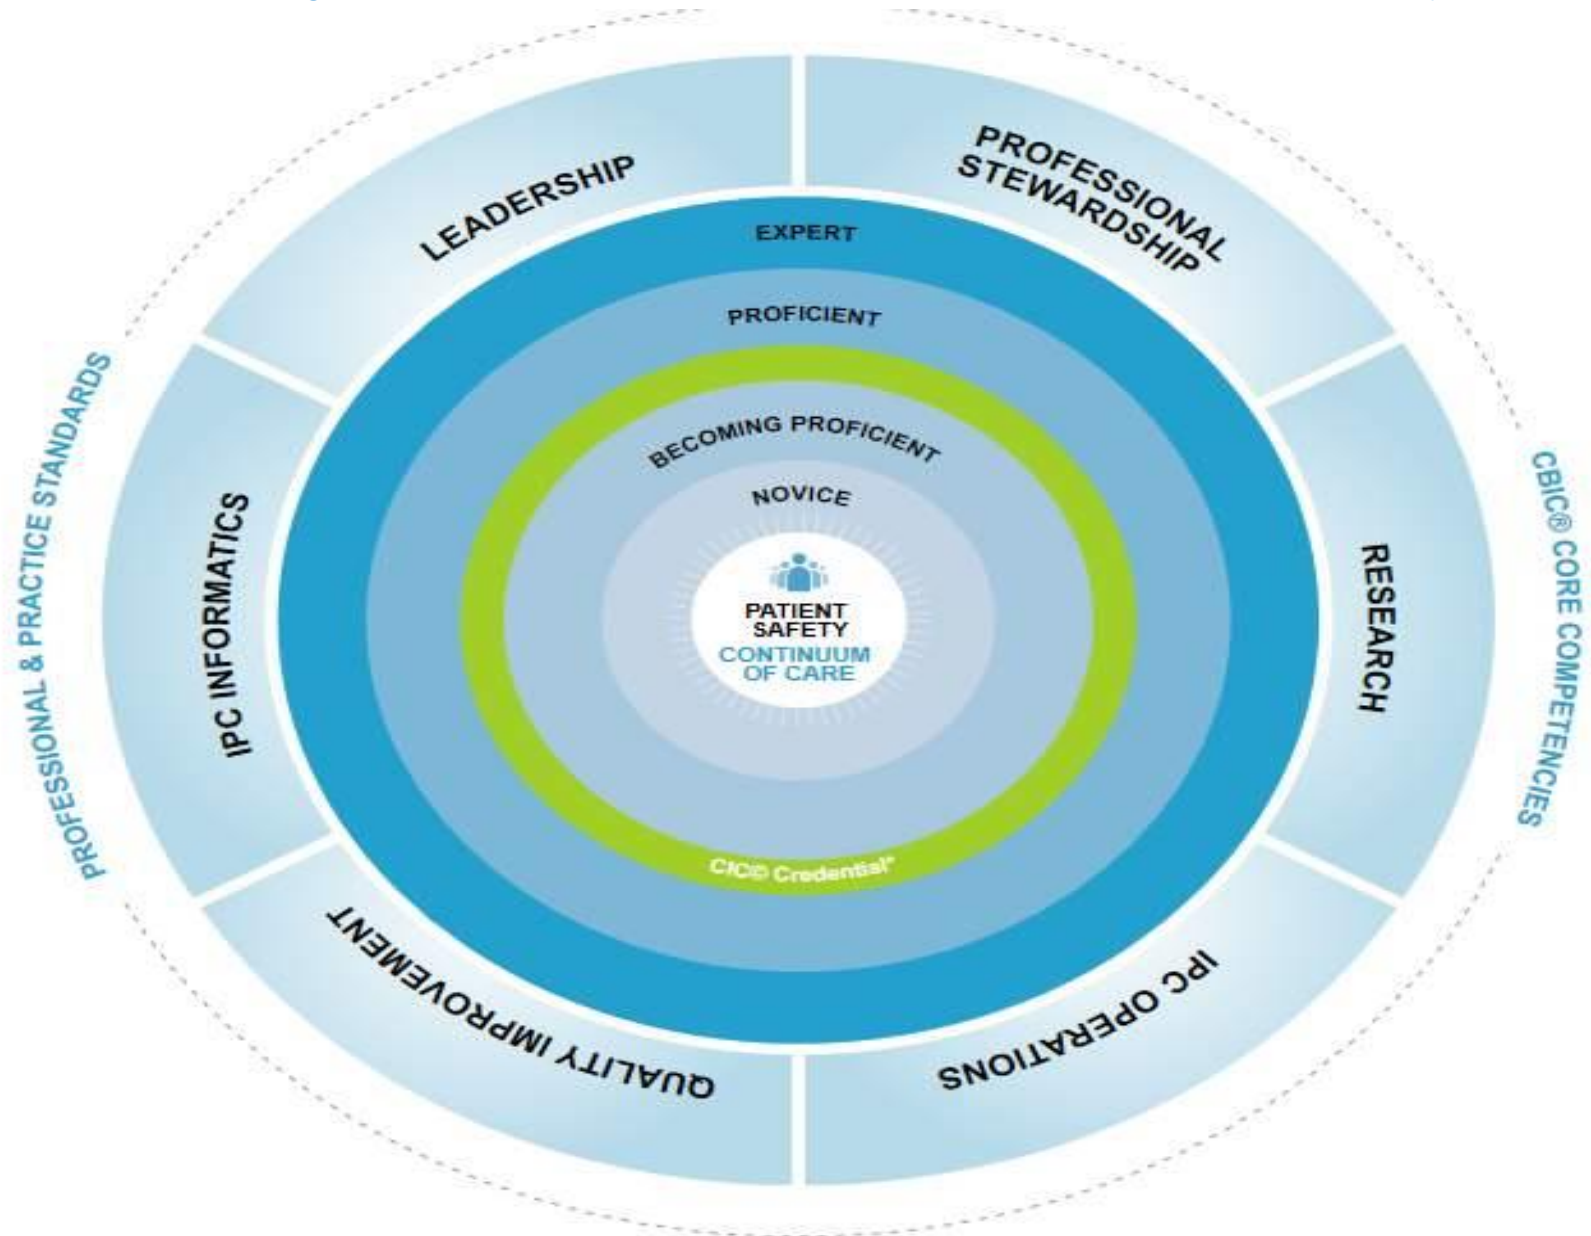 LEADERSHIP
PROFESSIONAL
STEWARDSHIP
EXPERT
PROFICIENT
BECOMING PROFICIENT
NOVICE
PATIENT
SAFETY
CONTINUUM
OF CARE
CIC© Credential*
PROFESSIONAL & PRACTICE STANDARDS
IPC INFORMATICS
RESEARCH
CBIC® CORE COMPETENCIES
QUALITY IMPROVEMENT
IPC OPERATIONS